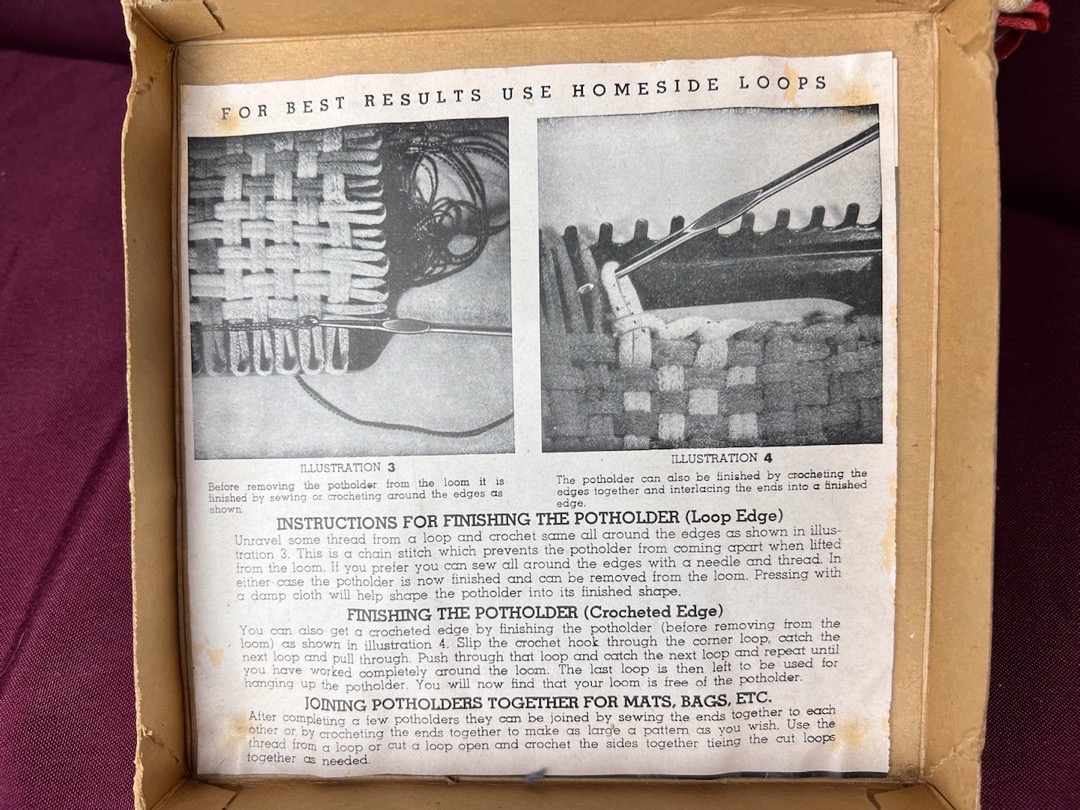 FOR BEST RESULTS USE HOMESIDE LOOPS
ILLUSTRATION 3
Before removing the potholder from the loom it is
finished by sewing or crocheting around the edges as
shown.
ILLUSTRATION 4
The potholder can also be finished by crocheting the
edges together and interlacing the ends into a finished
edge.
INSTRUCTIONS FOR FINISHING THE POTHOLDER (Loop Edge)
Unravel some thread from a loop and crochet same all around the edges as shown in illus-
tration 3. This is a chain stitch which prevents the potholder from coming apart when lifted
from the loom. If you prefer you can sew all around the edges with a needle and thread. In
either case the potholder is now finished and can be removed from the loom. Pressing with
a damp cloth will help shape the potholder into its finished shape.
FINISHING THE POTHOLDER (Crocheted Edge)
You can also get a crocheted edge by finishing the potholder (before removing from the
loom) as shown in illustration 4. Slip the crochet hook through the corner loop, catch the
next loop and pull through. Push through that loop and catch the next loop and repeat until
you have worked completely around the loom. The last loop is then left to be used for
hanging up the potholder. You will now find that your loom is free of the potholder.
JOINING POTHOLDERS TOGETHER FOR MATS, BAGS, ETC.
After completing a few potholders they can be joined by sewing the ends together to each
other or by crocheting the ends together to make as large a pattern as you wish. Use the
thread from a loop or cut a loop open and crochet the sides together tieing the cut loops
together as needed.